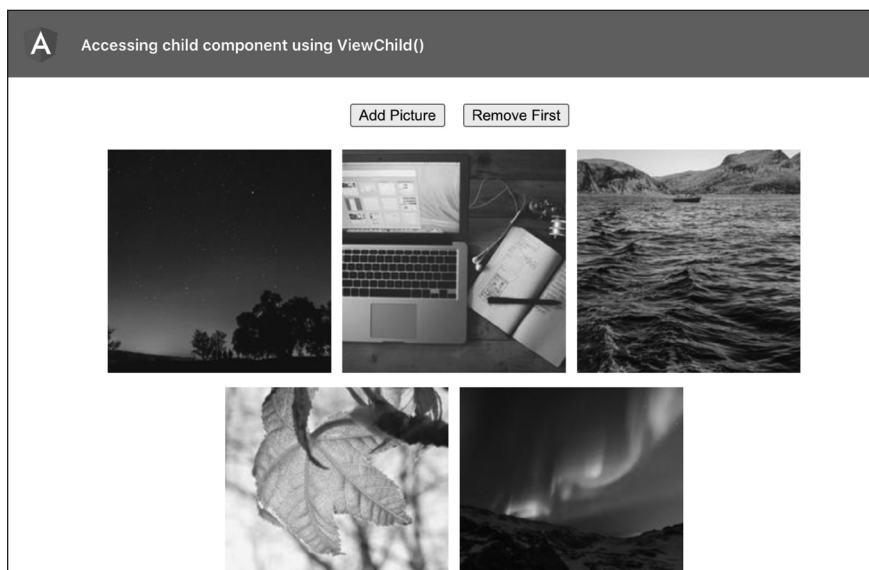 A
Accessing child component using ViewChild()
Add Picture Remove First